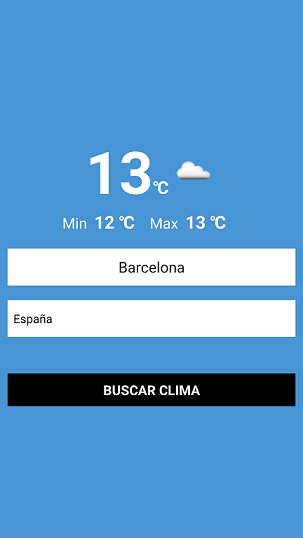 13 °C
Min 12 °C Max 13 °C
Barcelona
España
BUSCAR CLIMA